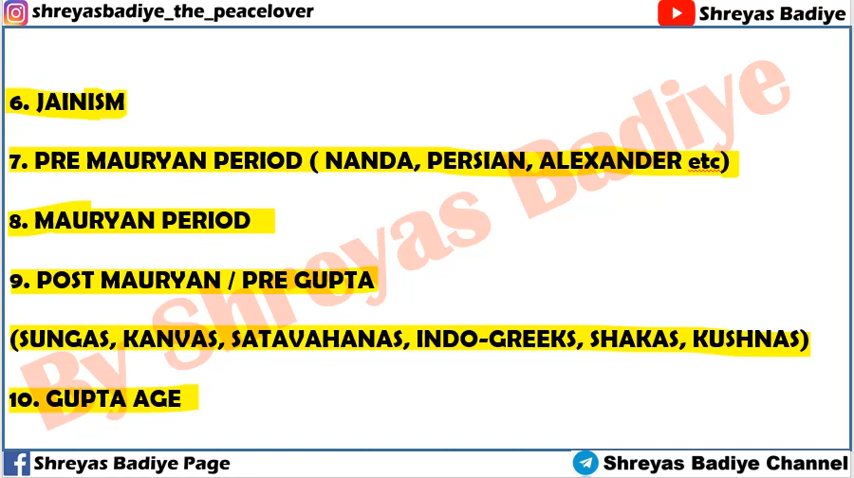 shreyasbadiye_the_peacelover
Shreyas Badiye
6. JAINISM
7. PRE MAURYAN PERIOD ( NANDA, PERSIAN, ALEXANDER etc)
8. MAURYAN PERIOD
9. POST MAURYAN / PRE GUPTA
(SUNGAS, KANVAS, SATAVAHANAS, INDO-GREEKS, SHAKAS, KUSHNAS)
10. GUPTA AGE
By Shreyas Badiye
Shreyas Badiye Page
Shreyas Badiye Channel